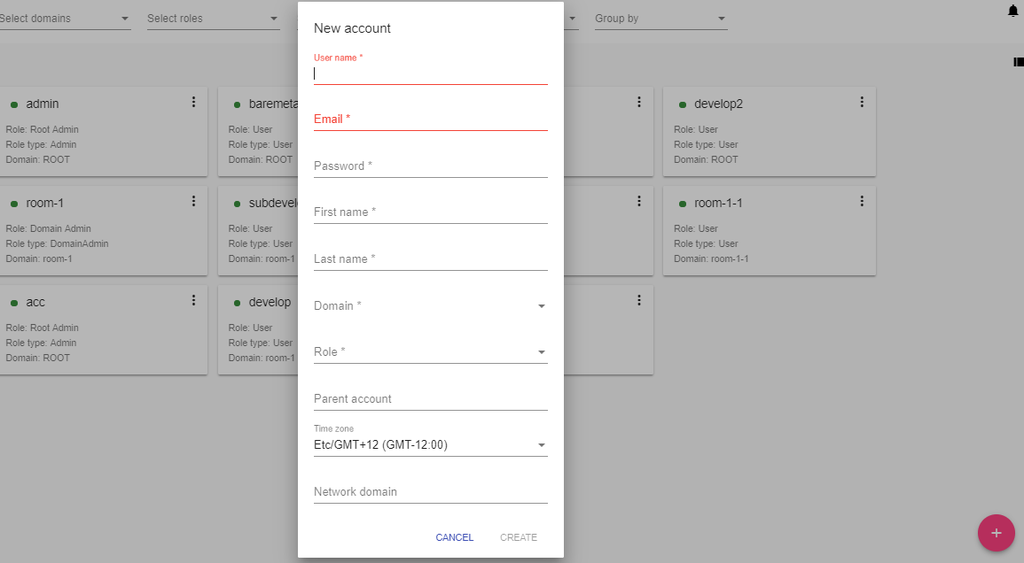 Select domains
Select roles
Group by
New account
User name *
Email *
Password *
First name *
Last name *
Domain *
Role *
Parent account
Time zone
Etc/GMT+12 (GMT-12:00)
Network domain
CANCEL CREATE
admin
Role: Root Admin
Role type: Admin
Domain: ROOT
baremeta
Role: User
Role type: User
Domain: ROOT
develop2
Role: User
Role type: User
Domain: ROOT
room-1
Role: Domain Admin
Role type: DomainAdmin
Domain: room-1
subdevel
Role: User
Role type: User
Domain: room-1
room-1-1
Role: User
Role type: User
Domain: room-1-1
acc
Role: Root Admin
Role type: Admin
Domain: ROOT
develop
Role: User
Role type: User
Domain: room-1